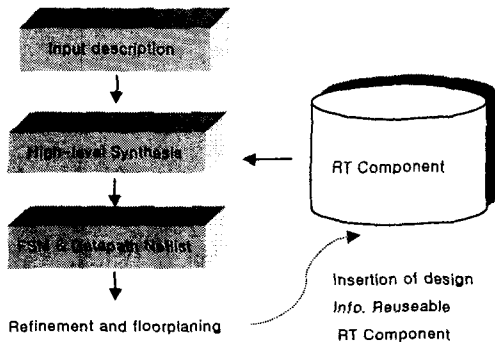 Input description
High-level Synthesis
RT Component
FSM & Datapath Netlist
Refinement and floorplanning
Insertion of design
Info. Reuseable
RT Component